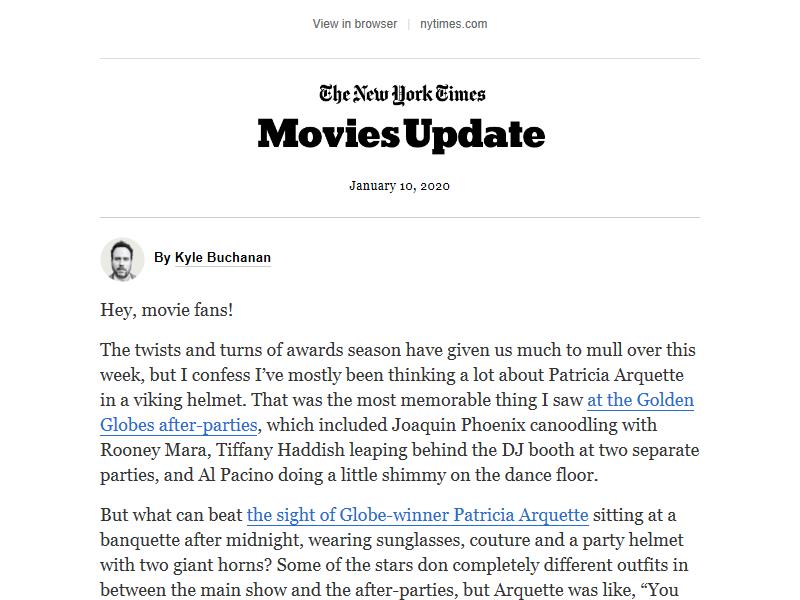 View in browser | nytimes.com
The New York Times
Movies Update
January 10, 2020
By Kyle Buchanan
Hey, movie fans!
The twists and turns of awards season have given us much to mull over this
week, but I confess I’ve mostly been thinking a lot about Patricia Arquette
in a viking helmet. That was the most memorable thing I saw at the Golden
Globes after-parties, which included Joaquin Phoenix canoodling with
Rooney Mara, Tiffany Haddish leaping behind the DJ booth at two separate
parties, and Al Pacino doing a little shimmy on the dance floor.
But what can beat the sight of Globe-winner Patricia Arquette sitting at a
banquette after midnight, wearing sunglasses, couture and a party helmet
with two giant horns? Some of the stars don completely different outfits in
between the main show and the after-parties, but Arquette was like, “You